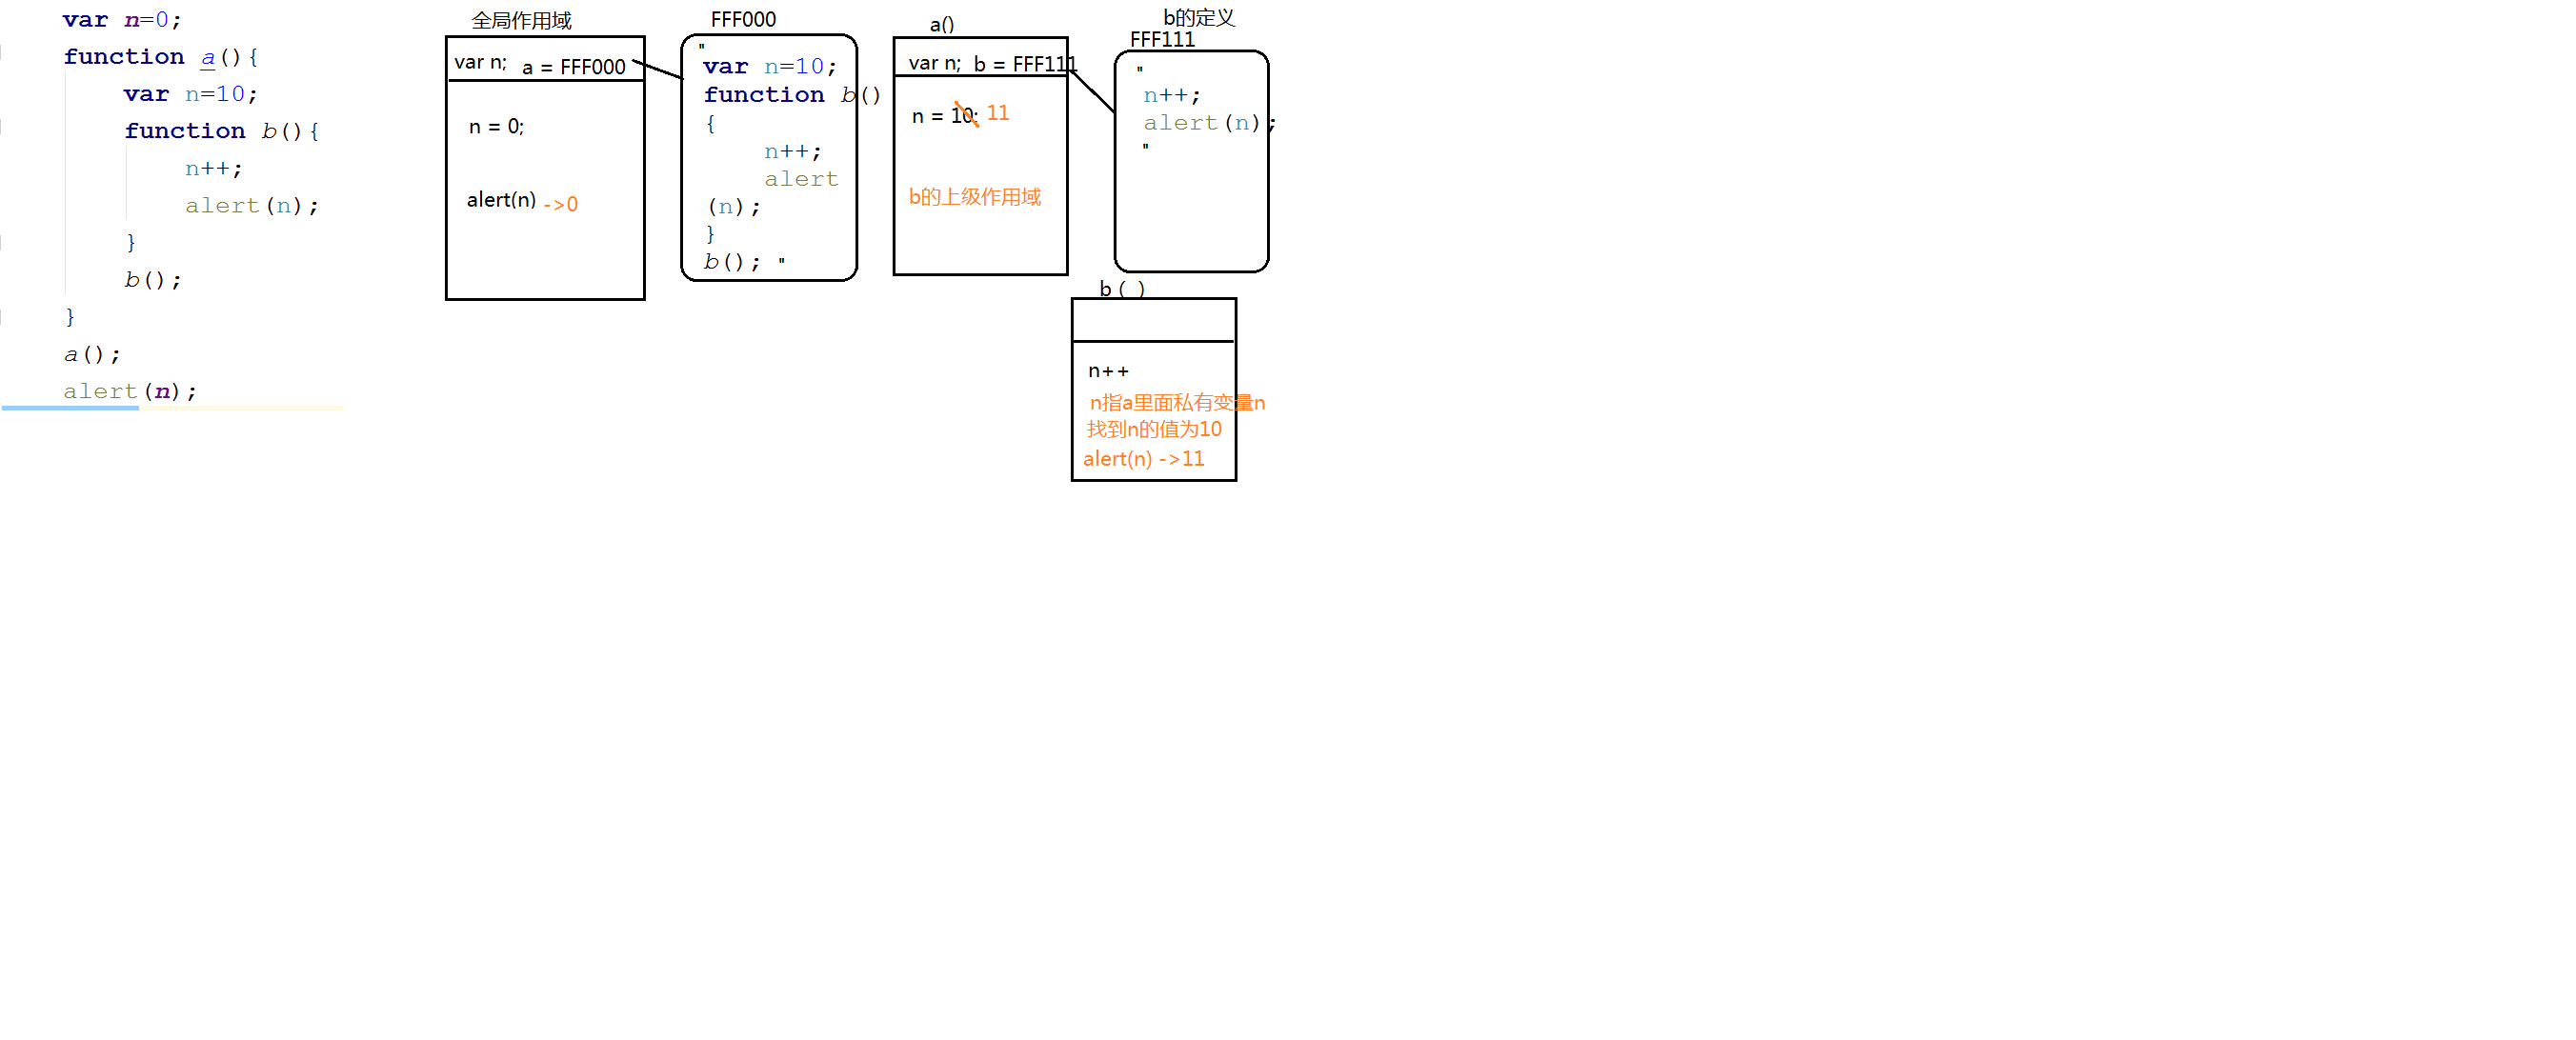 var n=0;
function a(){
var n=10;
function b(){
n++;
alert(n);
}
b();
}
a();
alert(n);
全局作用域
var n; a = FFF000
n = 0;
alert(n) ->0
FFF000
"
var n=10;
function b()
{
n++;
alert
(n);
}
b(); "
a()
var n; b = FFF111
n = 10; 11
b的上级作用域
b的定义
FFF111
"
n++;
alert(n);
"
b ( )
n++
n指a里面私有变量n
找到n的值为10
alert(n) ->11